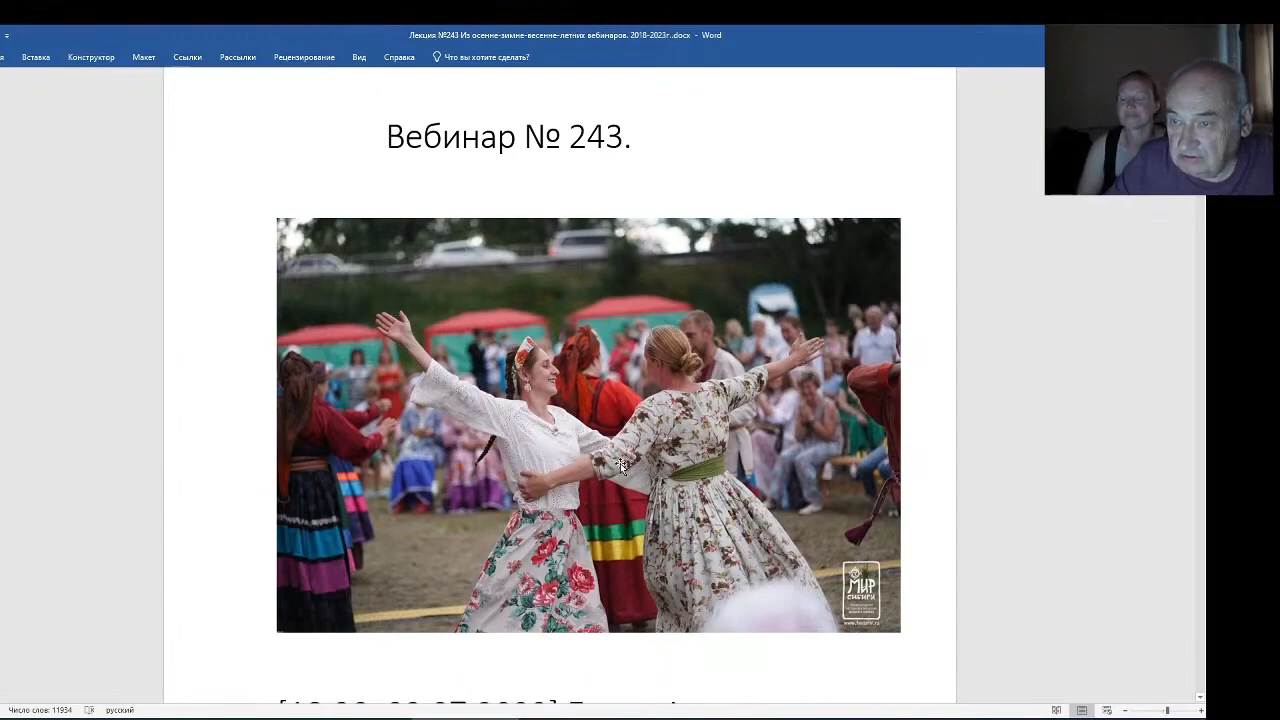 Лекция №243 Из осенне-зимне-весенне-летних вебинаров. 2018-2023г..docx - Word
я Вставка Конструктор Макет Ссылки Рассылки Рецензирование Вид Справка Что вы хотите сделать?
Вебинар № 243.
МИР
СИБИРИ
Число слов: 11934 русский